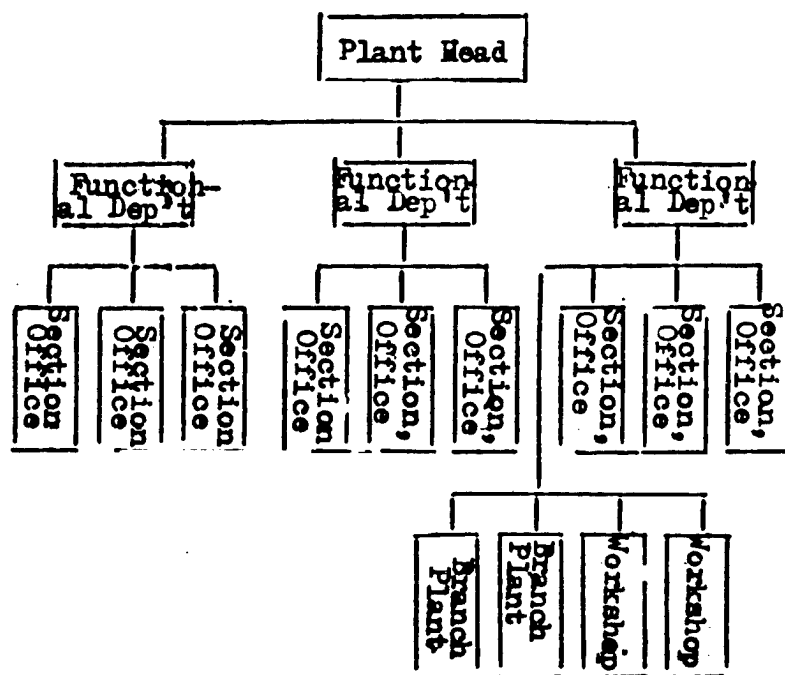 Plant Head
Function-
al Dep't
Function-
al Dep't
Function-
al Dep't
Section
Office
Section
Office
Section
Office
Section
Office
Section,
Office
Section,
Office
Section,
Office
Section,
Office
Section,
Office
Branch
Plant
Branch
Plant
Workshop
Workshop